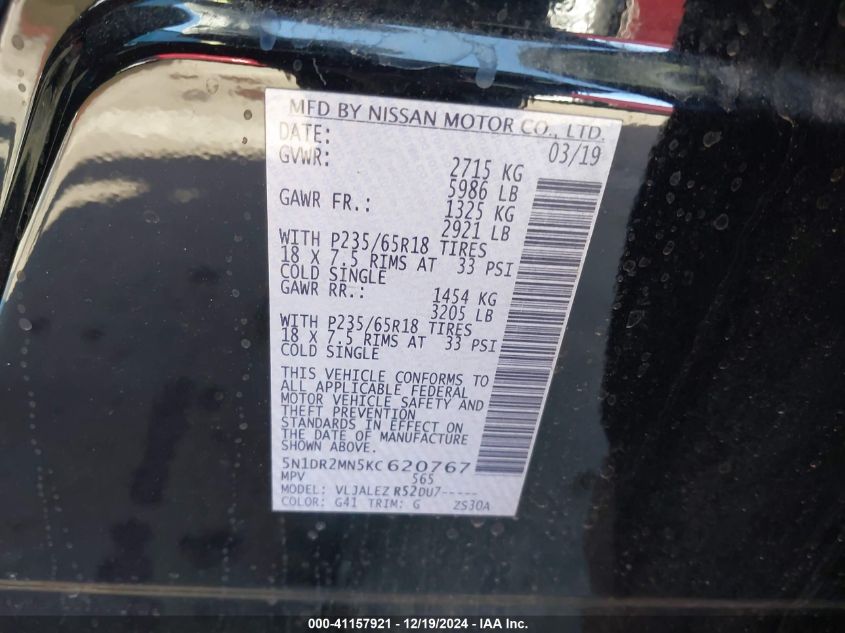 MFD BY NISSAN MOTOR CO., LTD.
DATE: 03/19
GVWR: 2715 KG
5986 LB
GAWR FR.: 1325 KG
2921 LB
WITH P235/65R18 TIRES
18 X 7.5 RIMS AT 33 PSI
COLD SINGLE
GAWR RR.: 1454 KG
3205 LB
WITH P235/65R18 TIRES
18 X 7.5 RIMS AT 33 PSI
COLD SINGLE
THIS VEHICLE CONFORMS TO
ALL APPLICABLE FEDERAL
MOTOR VEHICLE SAFETY AND
THEFT PREVENTION
STANDARDS IN EFFECT ON
THE DATE OF MANUFACTURE
SHOWN ABOVE.
5N1DR2MN5KC620767
MPV 565
MODEL: VLJALEZ R52DU7-----
COLOR: G41 TRIM: G ZS30A
000-41157921 / 12/19/2024 - IAA Inc.